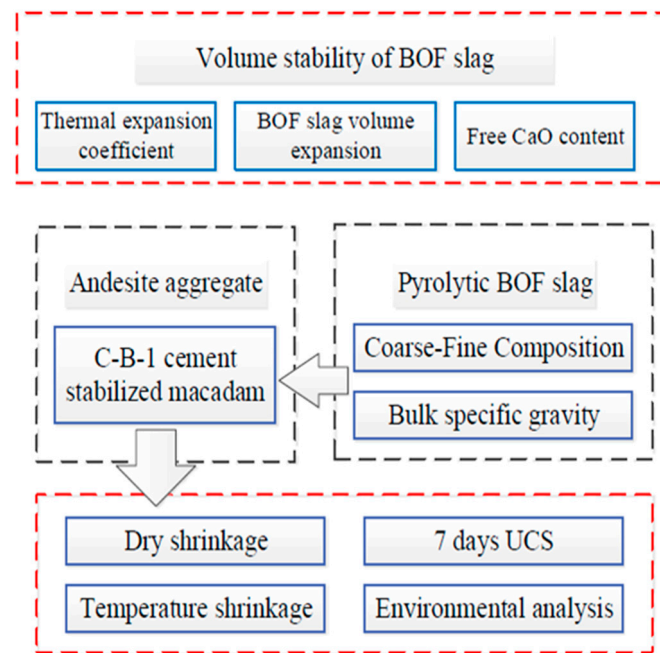 Volume stability of BOF slag
Thermal expansion
coefficient
BOF slag volume
expansion
Free CaO content
Andesite aggregate
C-B-1 cement
stabilized macadam
Pyrolytic BOF slag
Coarse-Fine Composition
Bulk specific gravity
Dry shrinkage
7 days UCS
Temperature shrinkage
Environmental analysis